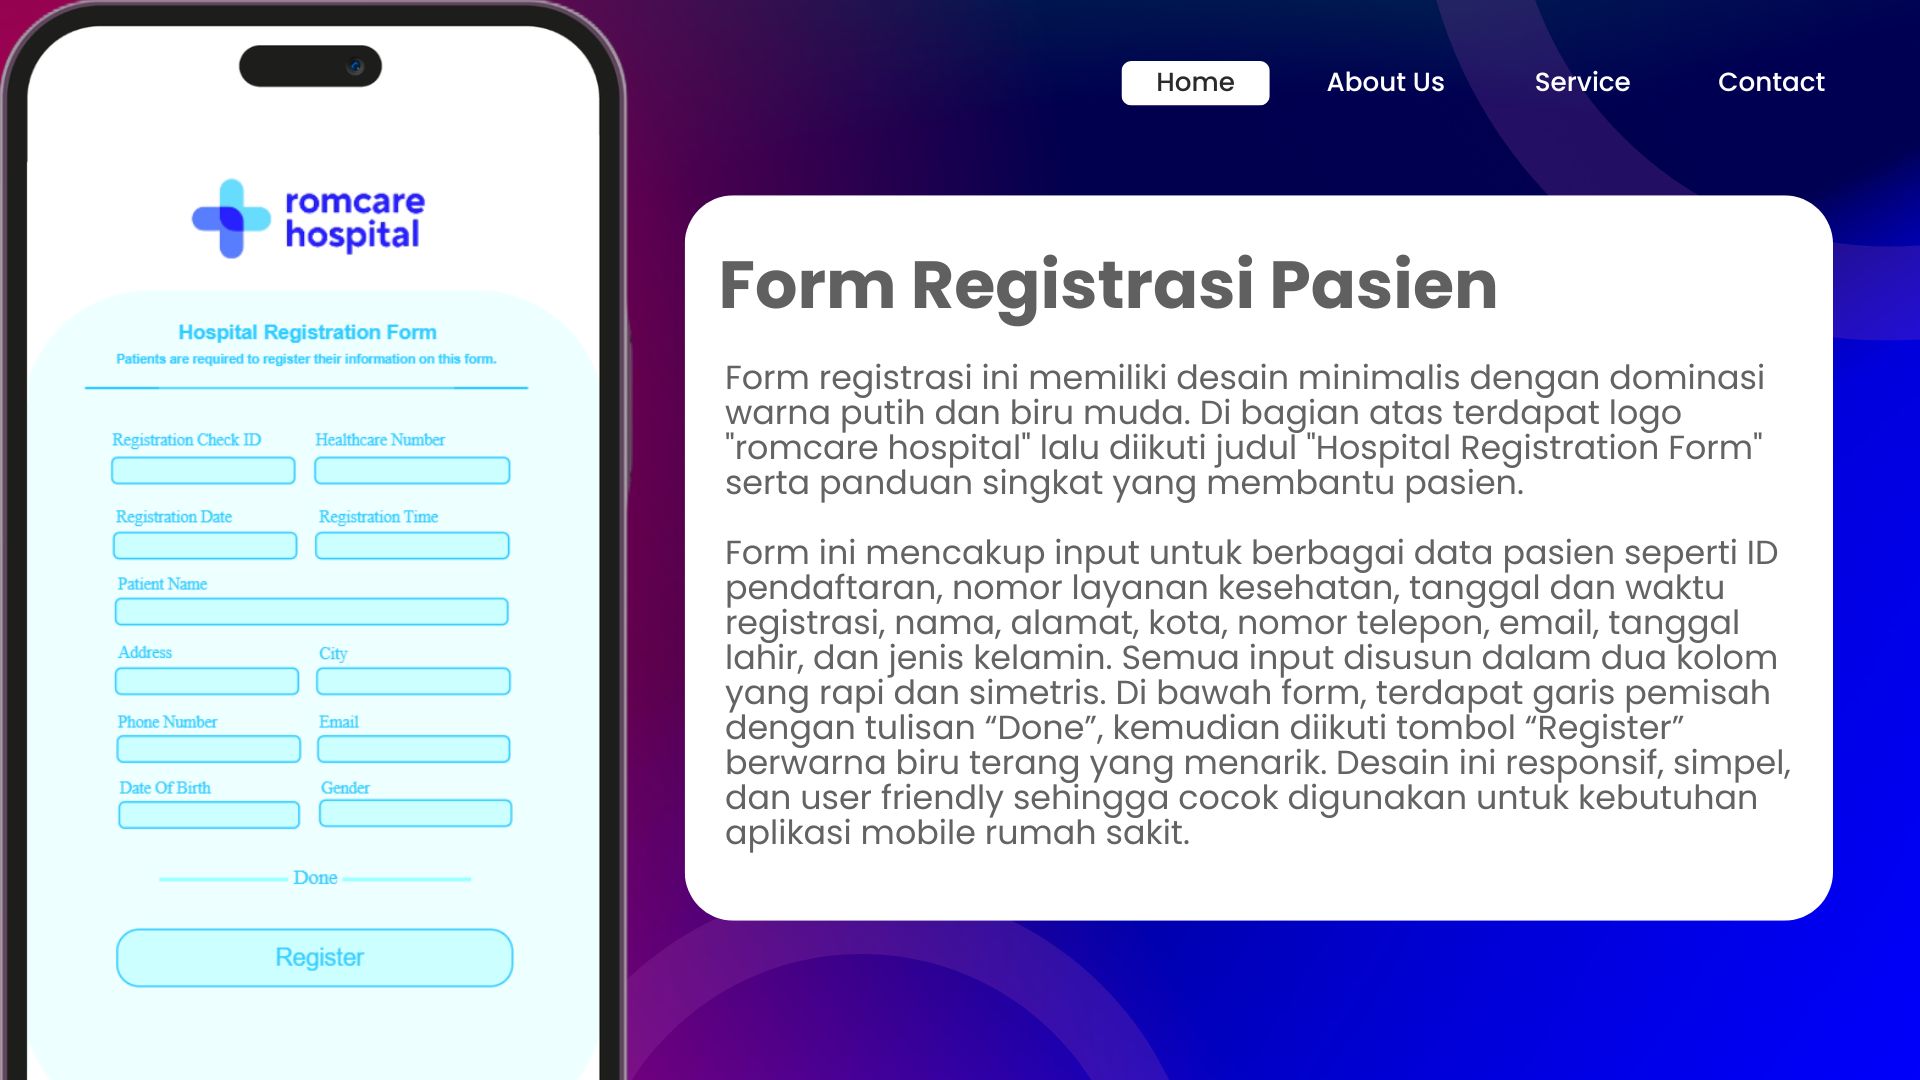 Home
About Us
Service
Contact
romcare
hospital
Hospital Registration Form
Patients are required to register their information on this form.
Registration Check ID
Healthcare Number
Registration Date
Registration Time
Patient Name
Address
City
Phone Number
Email
Date Of Birth
Gender
Done
Register
Form Registrasi Pasien
Form registrasi ini memiliki desain minimalis dengan dominasi
warna putih dan biru muda. Di bagian atas terdapat logo
"romcare hospital" lalu diikuti judul "Hospital Registration Form"
serta panduan singkat yang membantu pasien.
Form ini mencakup input untuk berbagai data pasien seperti ID
pendaftaran, nomor layanan kesehatan, tanggal dan waktu
registrasi, nama, alamat, kota, nomor telepon, email, tanggal
lahir, dan jenis kelamin. Semua input disusun dalam dua kolom
yang rapi dan simetris. Di bawah form, terdapat garis pemisah
dengan tulisan “Done”, kemudian diikuti tombol “Register”
berwarna biru terang yang menarik. Desain ini responsif, simpel,
dan user friendly sehingga cocok digunakan untuk kebutuhan
aplikasi mobile rumah sakit.